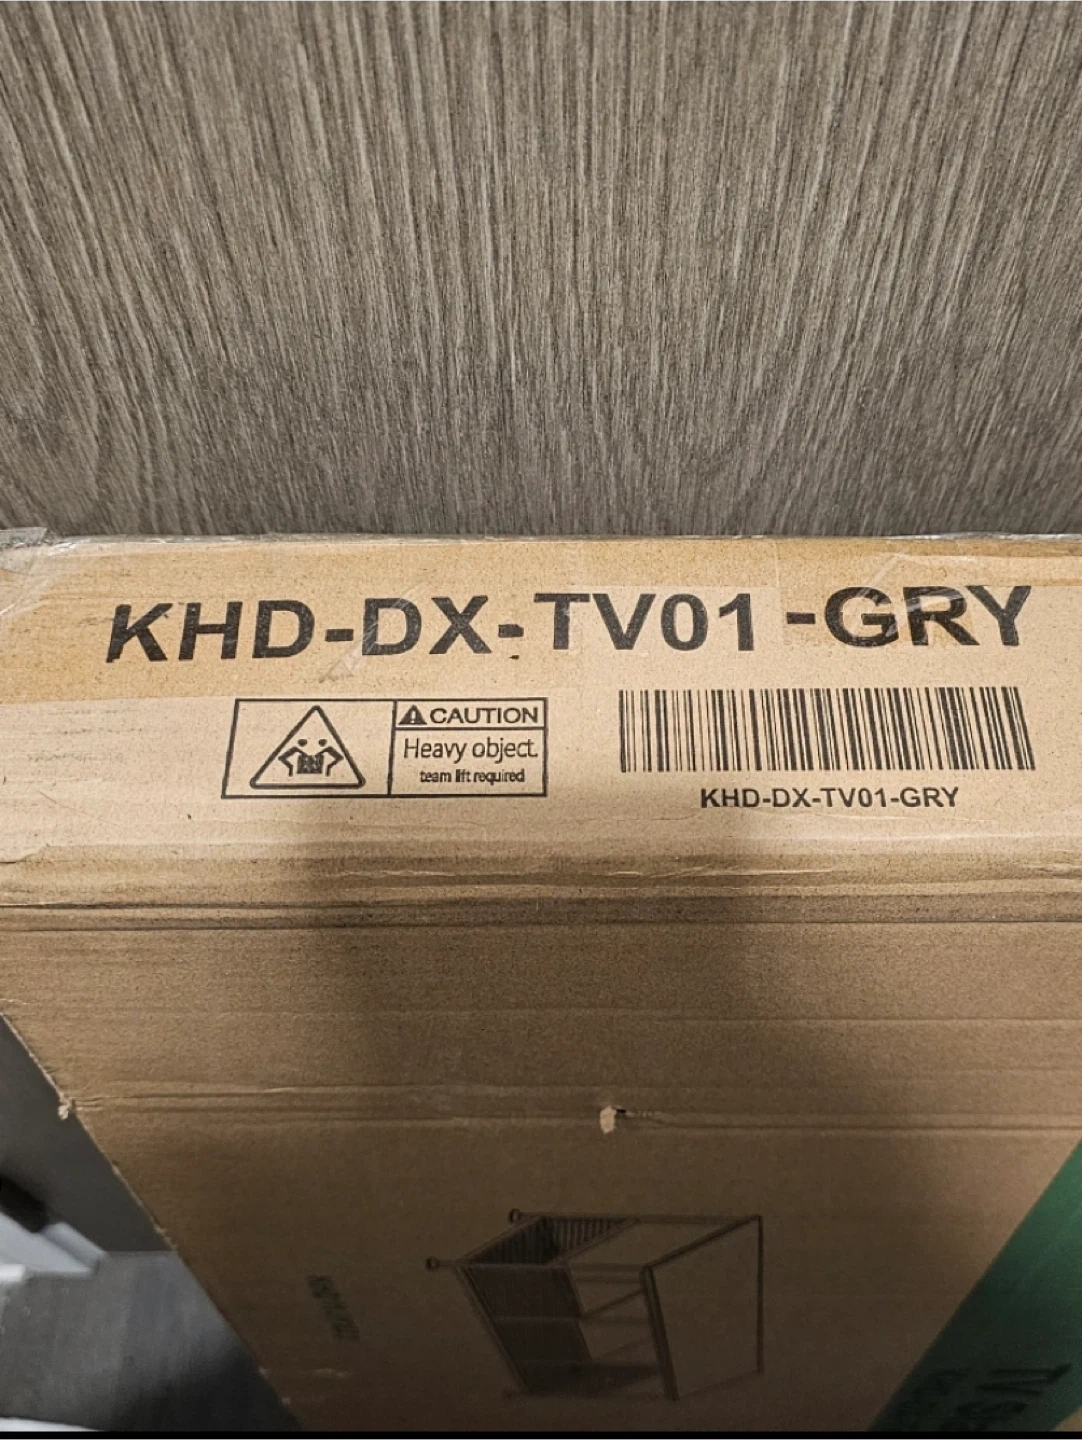 KHD-DX-TV01-GRY
CAUTION
Heavy object.
team lift required
KHD-DX-TV01-GRY